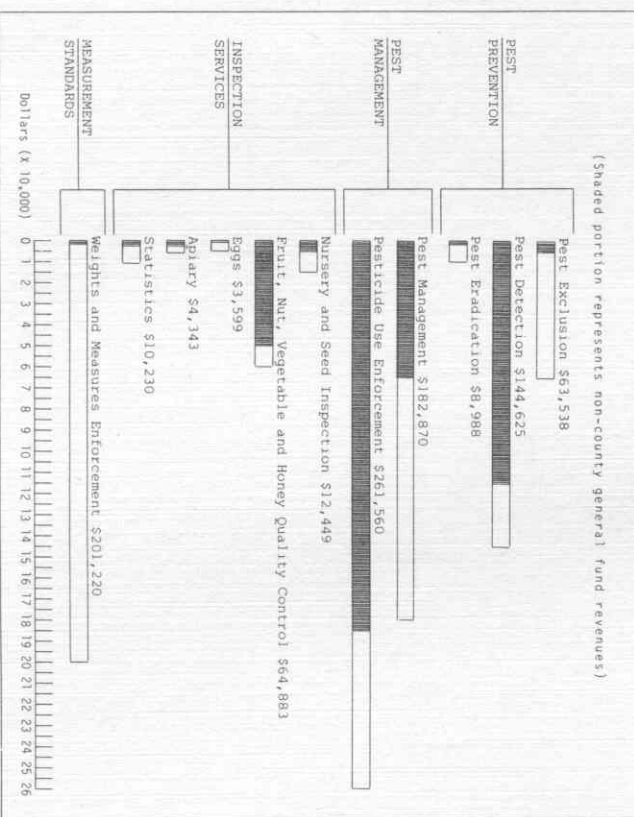 (Shaded portion represents non-county general fund revenues)
PEST
PREVENTION
Pest Exclusion $63,538
Pest Detection $144,625
Pest Eradication $8,988
PEST
MANAGEMENT
Pest Management $182,870
Pesticide Use Enforcement $261,560
INSPECTION
SERVICES
Nursery and Seed Inspection $12,449
Fruit, Nut, Vegetable and Honey Quality Control $64,883
Eggs $3,599
Apiary $4,343
Statistics $10,230
MEASUREMENT
STANDARDS
Weights and Measures Enforcement $201,220
0 1 2 3 4 5 6 7 8 9 10 11 12 13 14 15 16 17 18 19 20 21 22 23 24 25 26
Dollars (X 10,000)